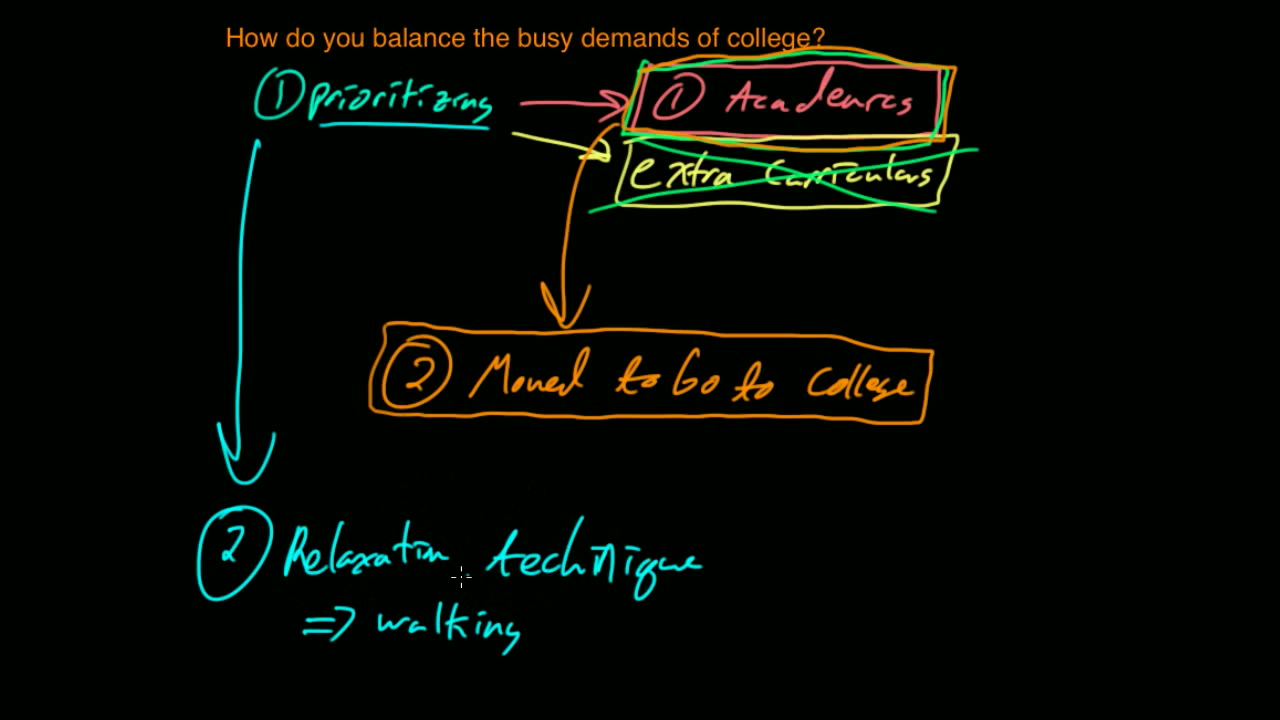 How do you balance the busy demands of college?
① prioritizing → ① Academics
extra Curriculars
② Moved to Go to College
② Relaxation technique
=> walking